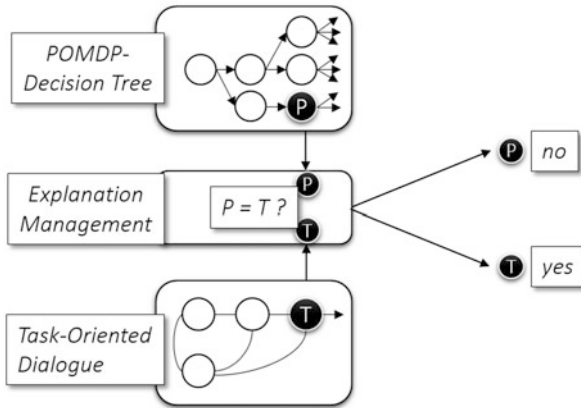 POMDP-
Decision Tree
P
Explanation
Management
P = T ?
P
T
P
no
T
yes
Task-Oriented
Dialogue
T